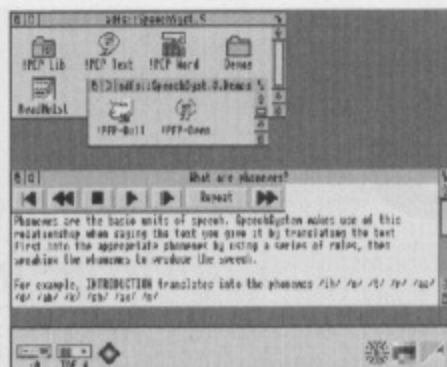 adfs::SpeechSyst.$
!PCP Lib !PCP Text !PCP Word Demos
adfs::SpeechSyst.$.Demos
ReadMe1st
What are phonemes?
Repeat
Phonemes are the basic units of speech. SpeechSystem makes use of this
relationship when saying the text you give it by translating the text
first into the appropriate phonemes by using a series of rules, then
speaking the phonemes to produce the speech.
For example, INTRODUCTION translates into the phonemes /ih/ /n/ /t/ /r/
:0